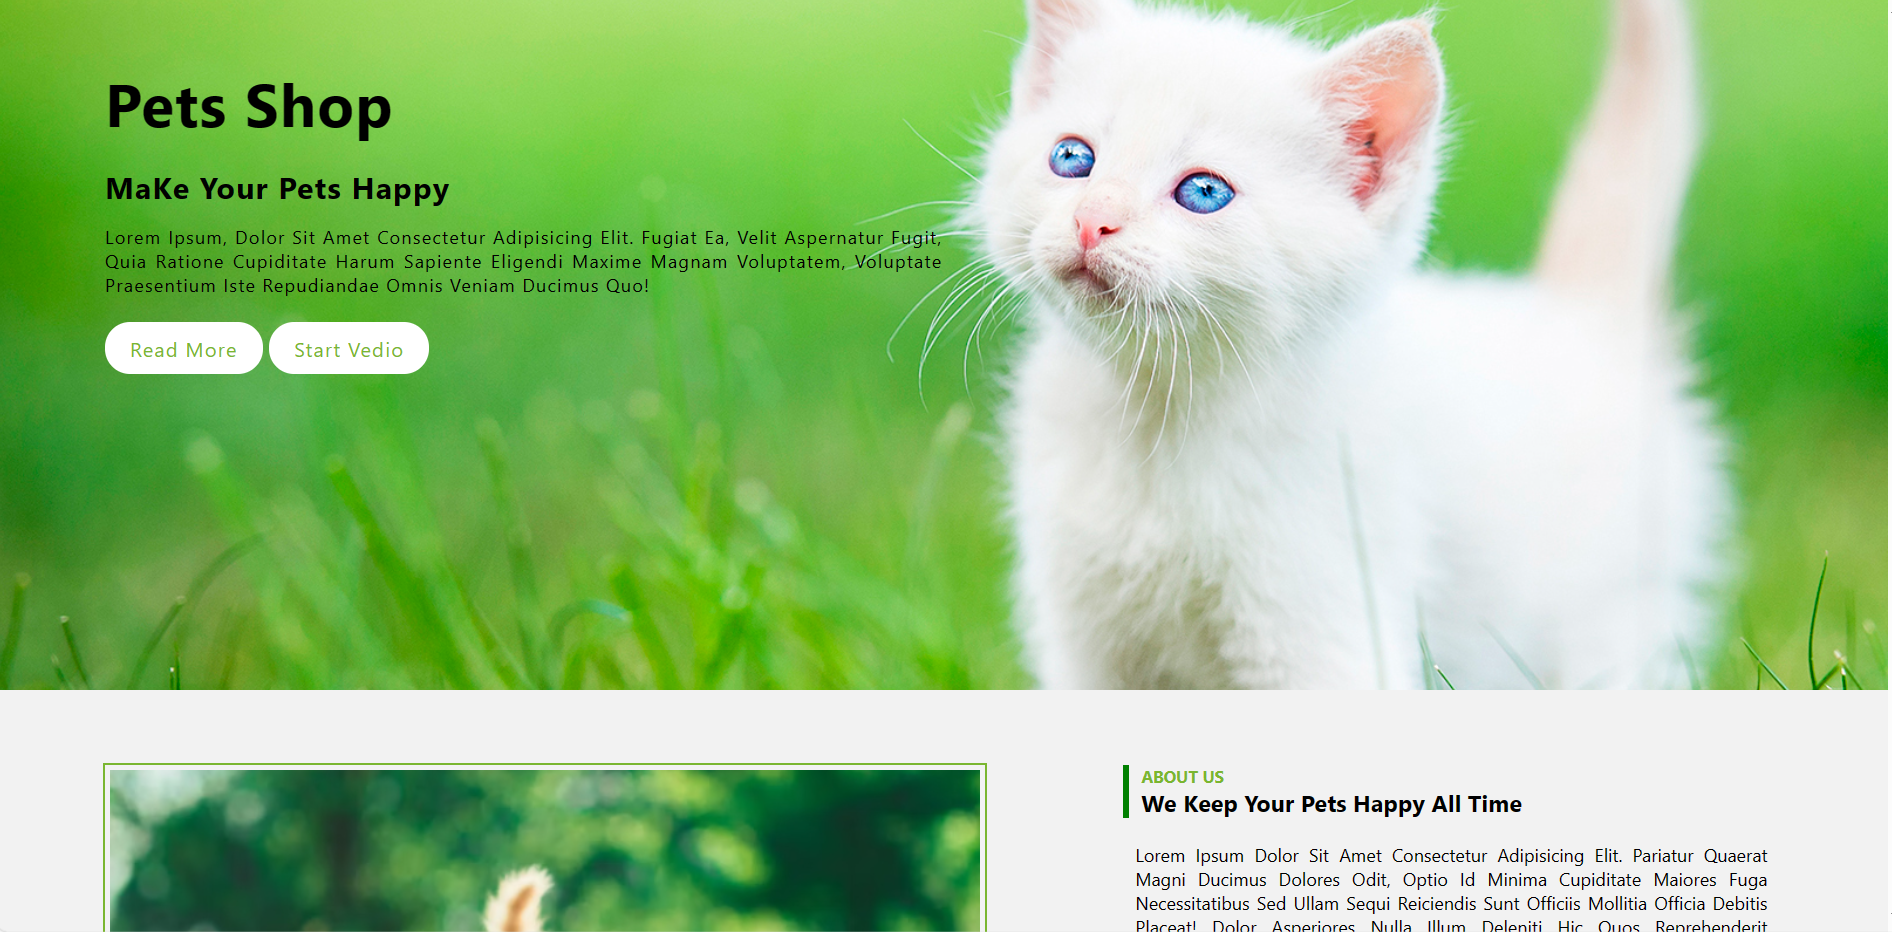 Pets Shop
MaKe Your Pets Happy
Lorem Ipsum, Dolor Sit Amet Consectetur Adipisicing Elit. Fugiat Ea, Velit Aspernatur Fugit,
Quia Ratione Cupiditate Harum Sapiente Eligendi Maxime Magnam Voluptatem, Voluptate
Praesentium Iste Repudiandae Omnis Veniam Ducimus Quo!
Read More
Start Vedio
ABOUT US
We Keep Your Pets Happy All Time
Lorem Ipsum Dolor Sit Amet Consectetur Adipisicing Elit. Pariatur Quaerat
Magni Ducimus Dolores Odit, Optio Id Minima Cupiditate Maiores Fuga
Necessitatibus Sed Ullam Sequi Reiciendis Sunt Officiis Mollitia Officia Debitis
Placeat! Dolor Asperiores Nulla Illum Deleniti Hic Quos Reprehenderit